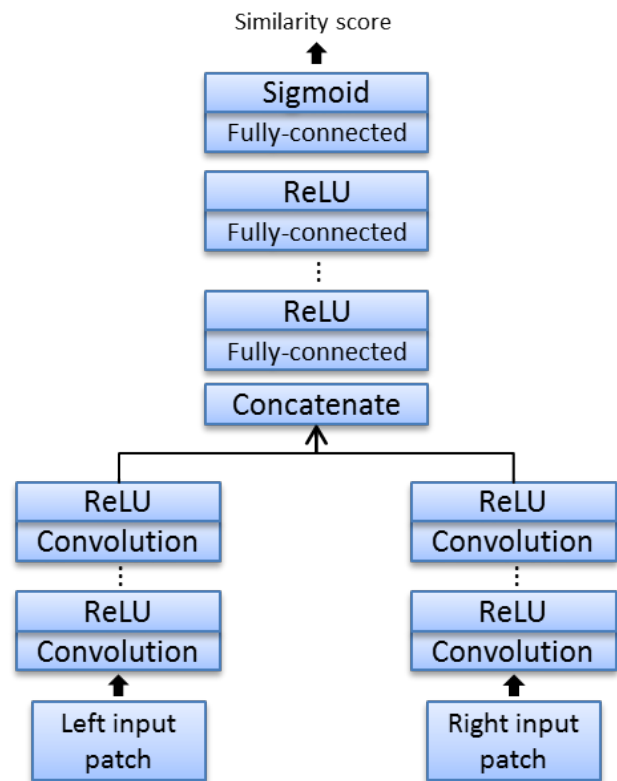 Similarity score
Sigmoid
Fully-connected
ReLU
Fully-connected
ReLU
Fully-connected
Concatenate
ReLU
Convolution
ReLU
Convolution
Left input
patch
ReLU
Convolution
ReLU
Convolution
Right input
patch